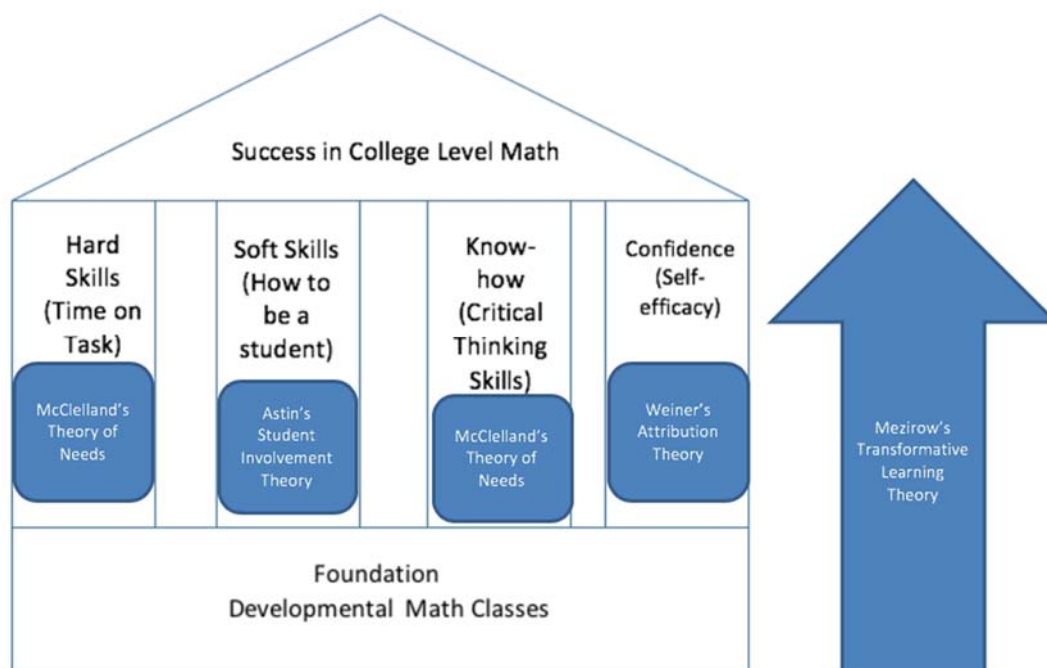 Success in College Level Math
Hard
Skills
(Time on
Task)
McClelland's
Theory of
Needs
Soft Skills
(How to
be a
student)
Astin's
Student
Involvement
Theory
Know-
how
(Critical
Thinking
Skills)
McClelland's
Theory of
Needs
Confidence
(Self-
efficacy)
Weiner's
Attribution
Theory
Mezirow's
Transformative
Learning
Theory
Foundation
Developmental Math Classes